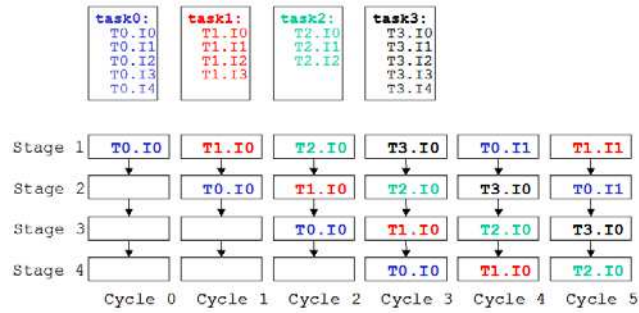 task0: task1: task2: task3:
T0.I0 T1.I0 T2.I0 T3.I0
T0.I1 T1.I1 T2.I1 T3.I1
T0.I2 T1.I2 T2.I2 T3.I2
T0.I3 T1.I3 T3.I3
T0.I4 T3.I4
Stage 1 T0.I0 T1.I0 T2.I0 T3.I0 T0.I1 T1.I1
Stage 2 T0.I0 T1.I0 T2.I0 T3.I0 T0.I1
Stage 3 T0.I0 T1.I0 T2.I0 T3.I0
Stage 4 T0.I0 T1.I0 T2.I0
Cycle 0 Cycle 1 Cycle 2 Cycle 3 Cycle 4 Cycle 5